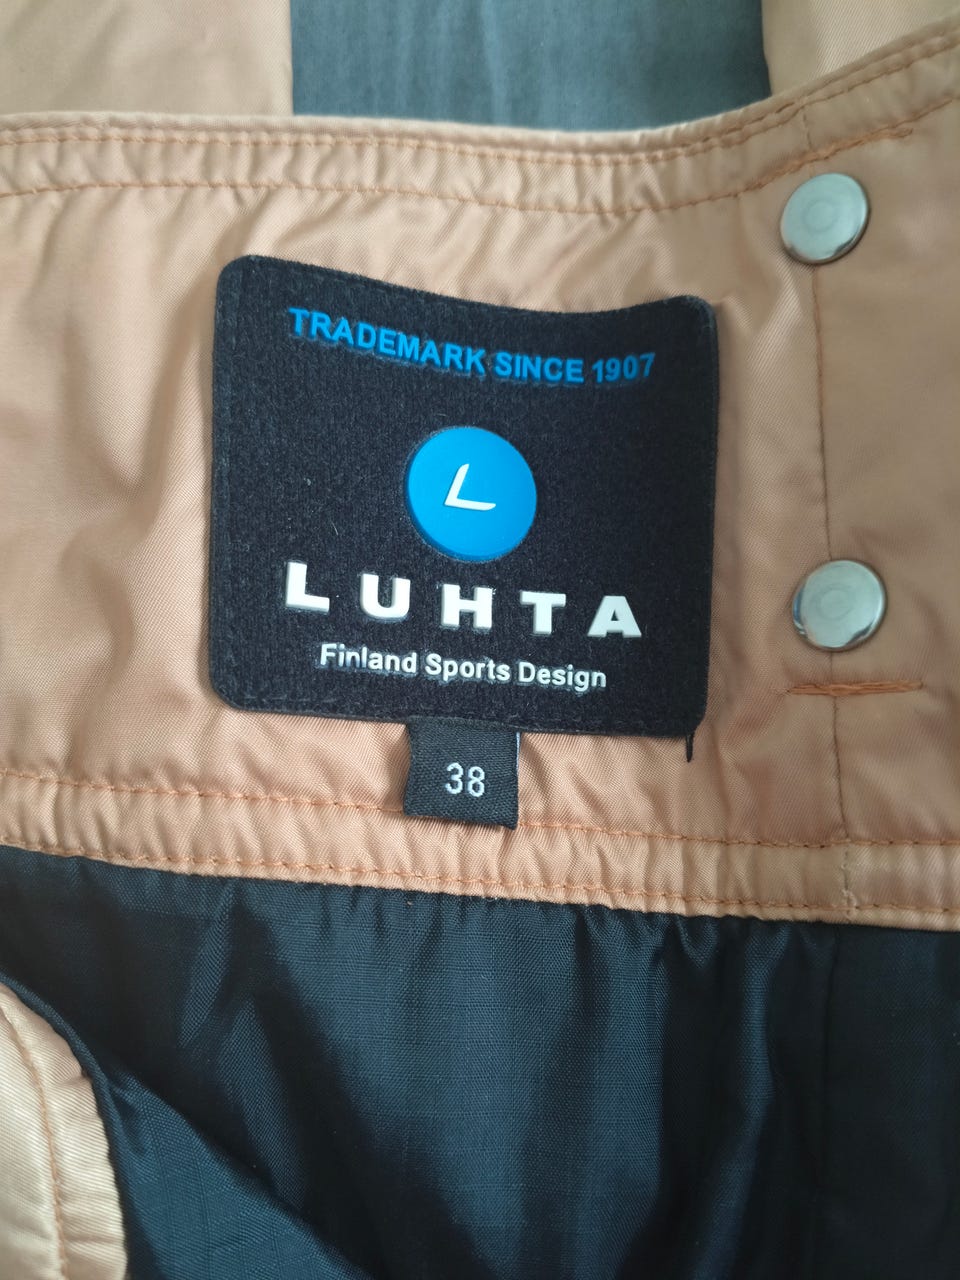 TRADEMARK SINCE 1907
L
LUHTA
Finland Sports Design
38